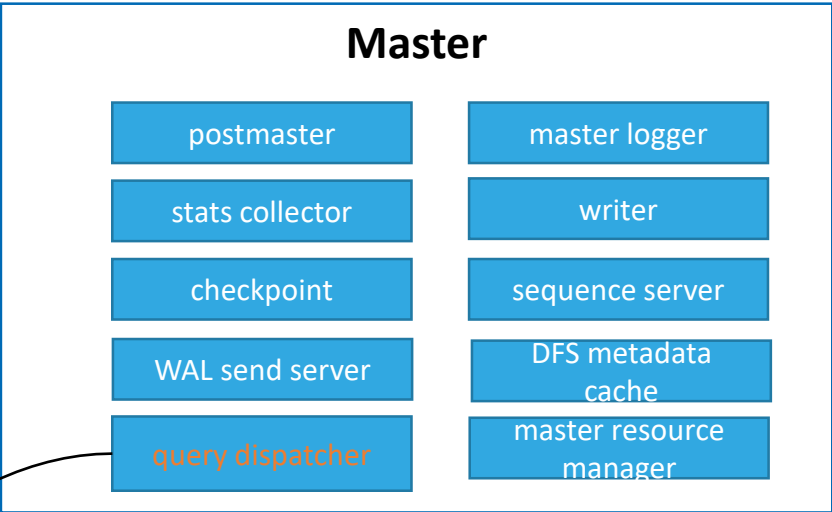 Master
postmaster
master logger
stats collector
writer
checkpoint
sequence server
WAL send server
DFS metadata
cache
query dispatcher
master resource
manager